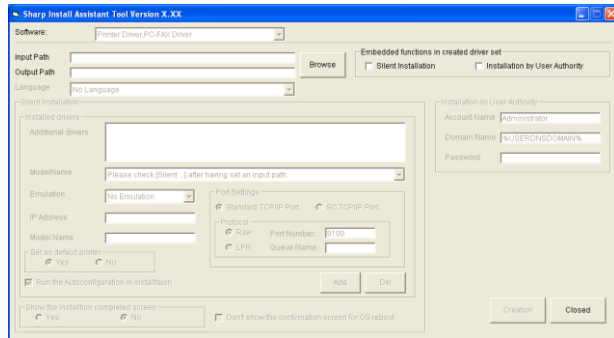 Sharp Install Assistant Tool Version X.XX
Software: Printer Driver,PC-FAX Driver
Input Path
Output Path
Browse
Embedded functions in created driver set
Silent Installation Installation by User Authority
Language No Language
Silent Installation
Installed drivers
Additional drivers
ModelName Please check [Silent...] after having set an input path
Emulation No Emulation
IP Address
Model Name
Set as default printer
Yes No
Run the Autoconfiguration in Installtaion
Port Settings
Standard TCP/IP Port SC TCP/IP Port
Protocol
Raw Port Number: 9100
LPR Queue Name:
Add Del
Show the installtion completed screen
Yes No
Don't show the confirmation screen for OS reboot.
Installation by User Authority
Account Name Administrator
Domain Name %USERDNSDOMAIN%
Password
Creation Closed